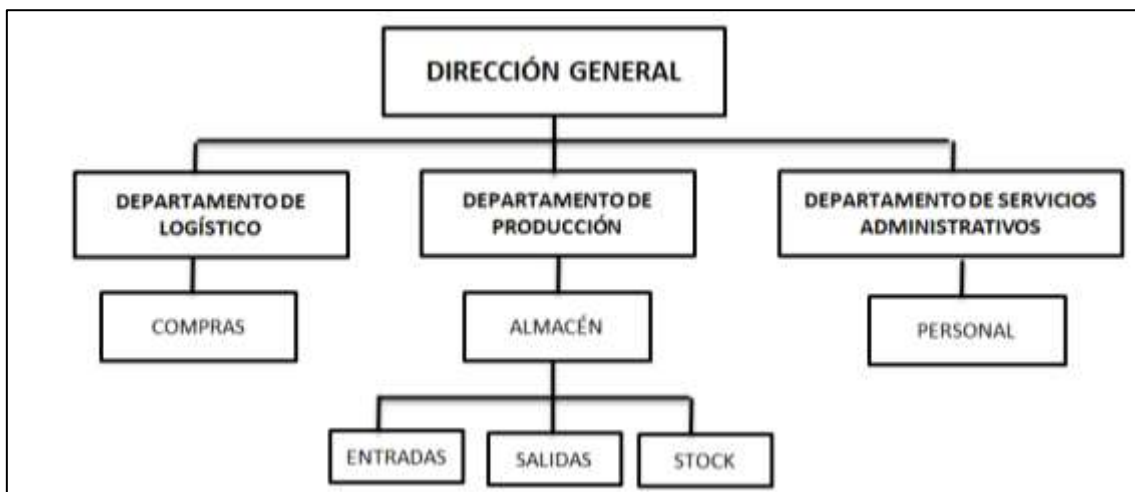 DIRECCIÓN GENERAL
DEPARTAMENTO DE
LOGÍSTICO
DEPARTAMENTO DE
PRODUCCIÓN
DEPARTAMENTO DE SERVICIOS
ADMINISTRATIVOS
COMPRAS
ALMACÉN
PERSONAL
ENTRADAS
SALIDAS
STOCK